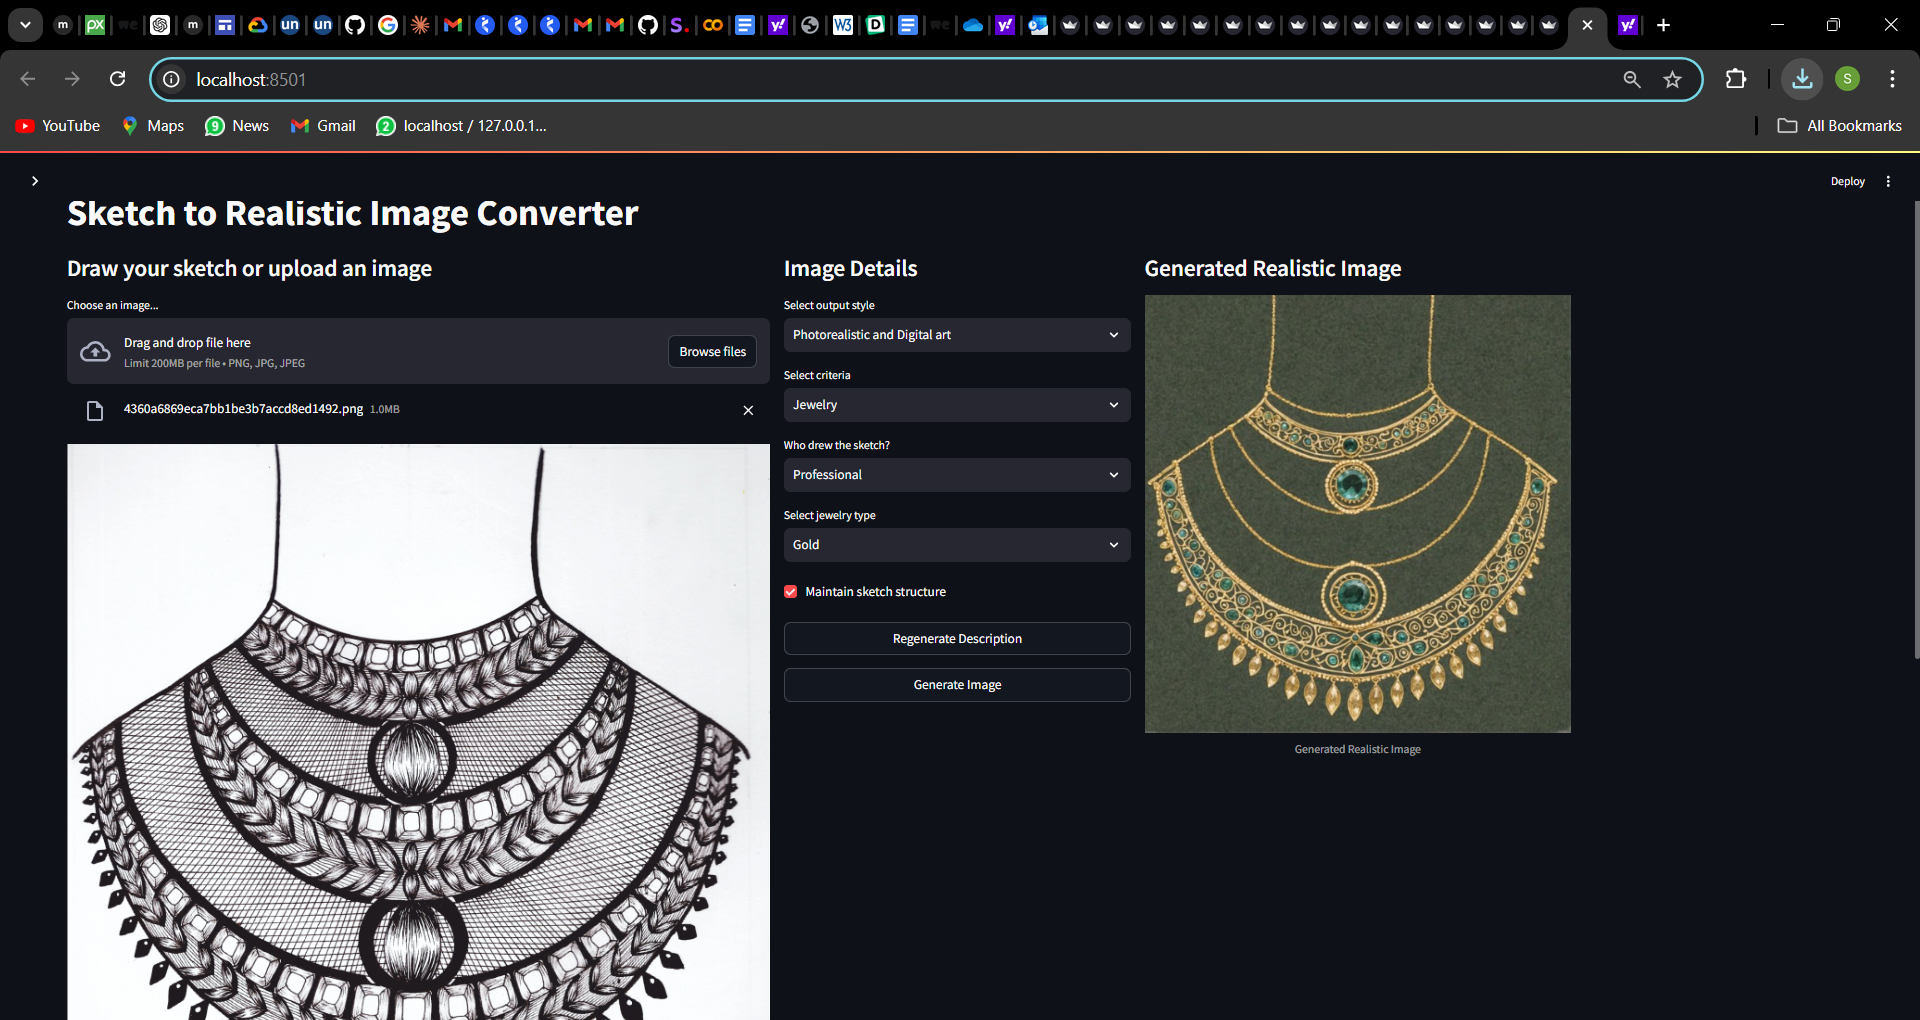 localhost:8501
YouTube
Maps
News
Gmail
localhost / 127.0.0.1...
All Bookmarks
Deploy
Sketch to Realistic Image Converter
Draw your sketch or upload an image
Choose an image...
Drag and drop file here
Limit 200MB per file • PNG, JPG, JPEG
Browse files
4360a6869eca7bb1be3b7accd8ed1492.png 1.0MB
Image Details
Select output style
Photorealistic and Digital art
Select criteria
Jewelry
Who drew the sketch?
Professional
Select jewelry type
Gold
Maintain sketch structure
Regenerate Description
Generate Image
Generated Realistic Image
Generated Realistic Image